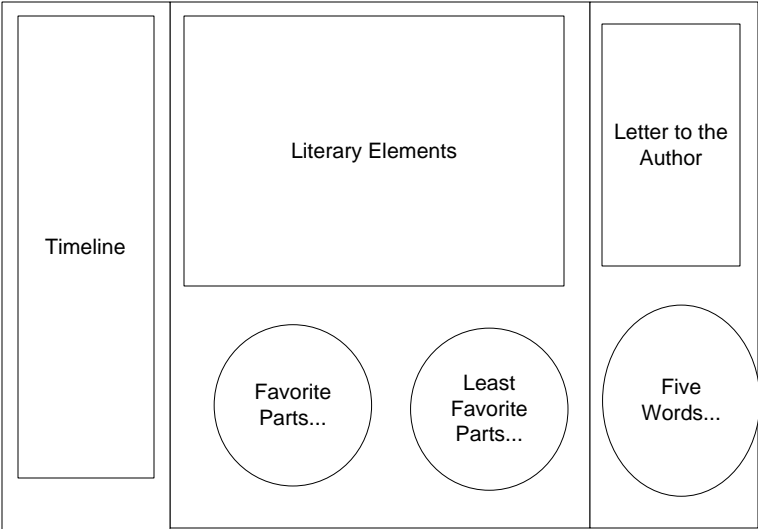 Timeline
Literary Elements
Letter to the
Author
Favorite
Parts...
Least
Favorite
Parts...
Five
Words...